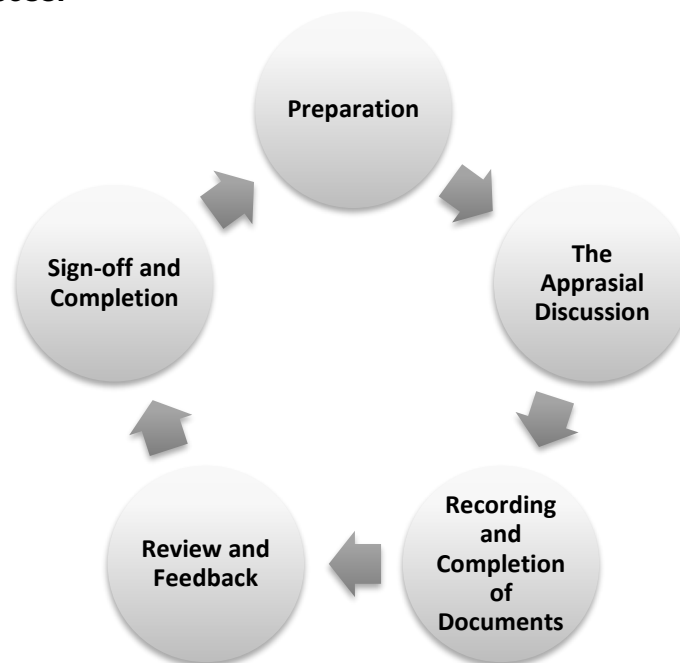 Preparation
The
Apprasial
Discussion
Recording
and
Completion
of
Documents
Review and
Feedback
Sign-off and
Completion